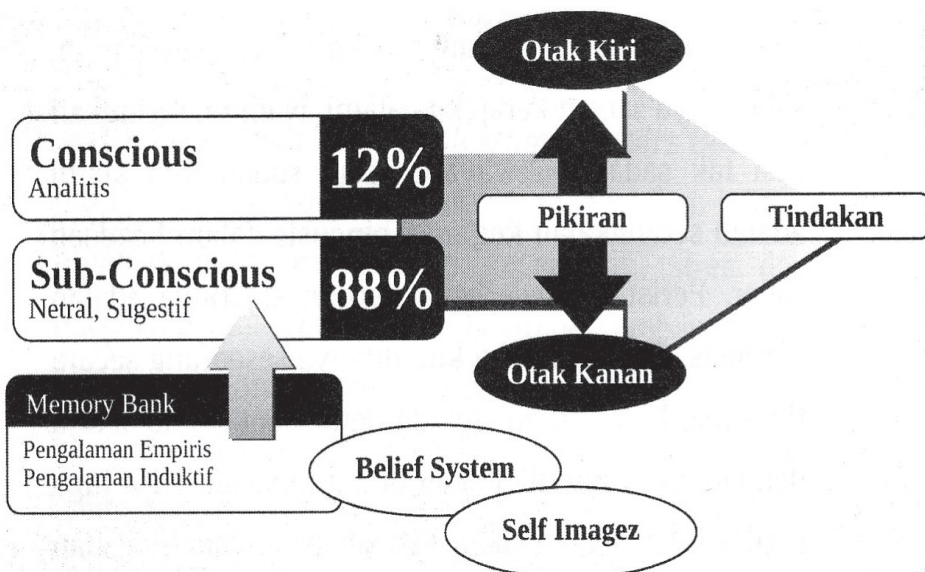 Otak Kiri
Conscious
Analitis
12%
Pikiran
Tindakan
Sub-Conscious
Netral, Sugestif
88%
Otak Kanan
Memory Bank
Pengalaman Empiris
Pengalaman Induktif
Belief System
Self Imagez